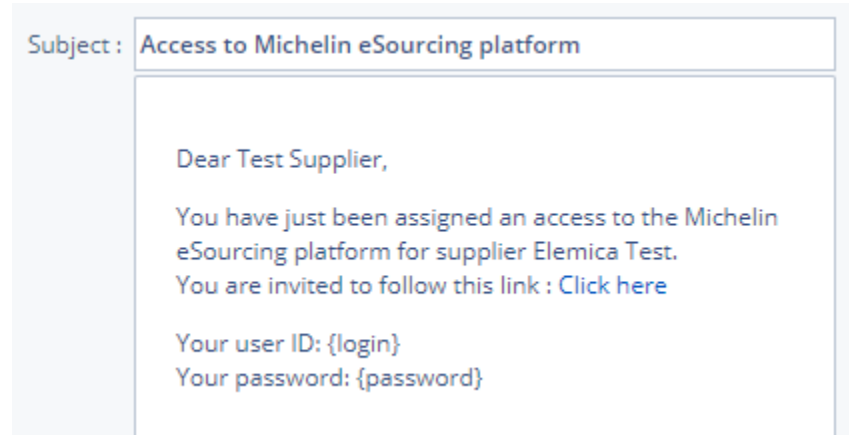 Subject : Access to Michelin eSourcing platform
Dear Test Supplier,
You have just been assigned an access to the Michelin
eSourcing platform for supplier Elemica Test.
You are invited to follow this link : Click here
Your user ID: {login}
Your password: {password}